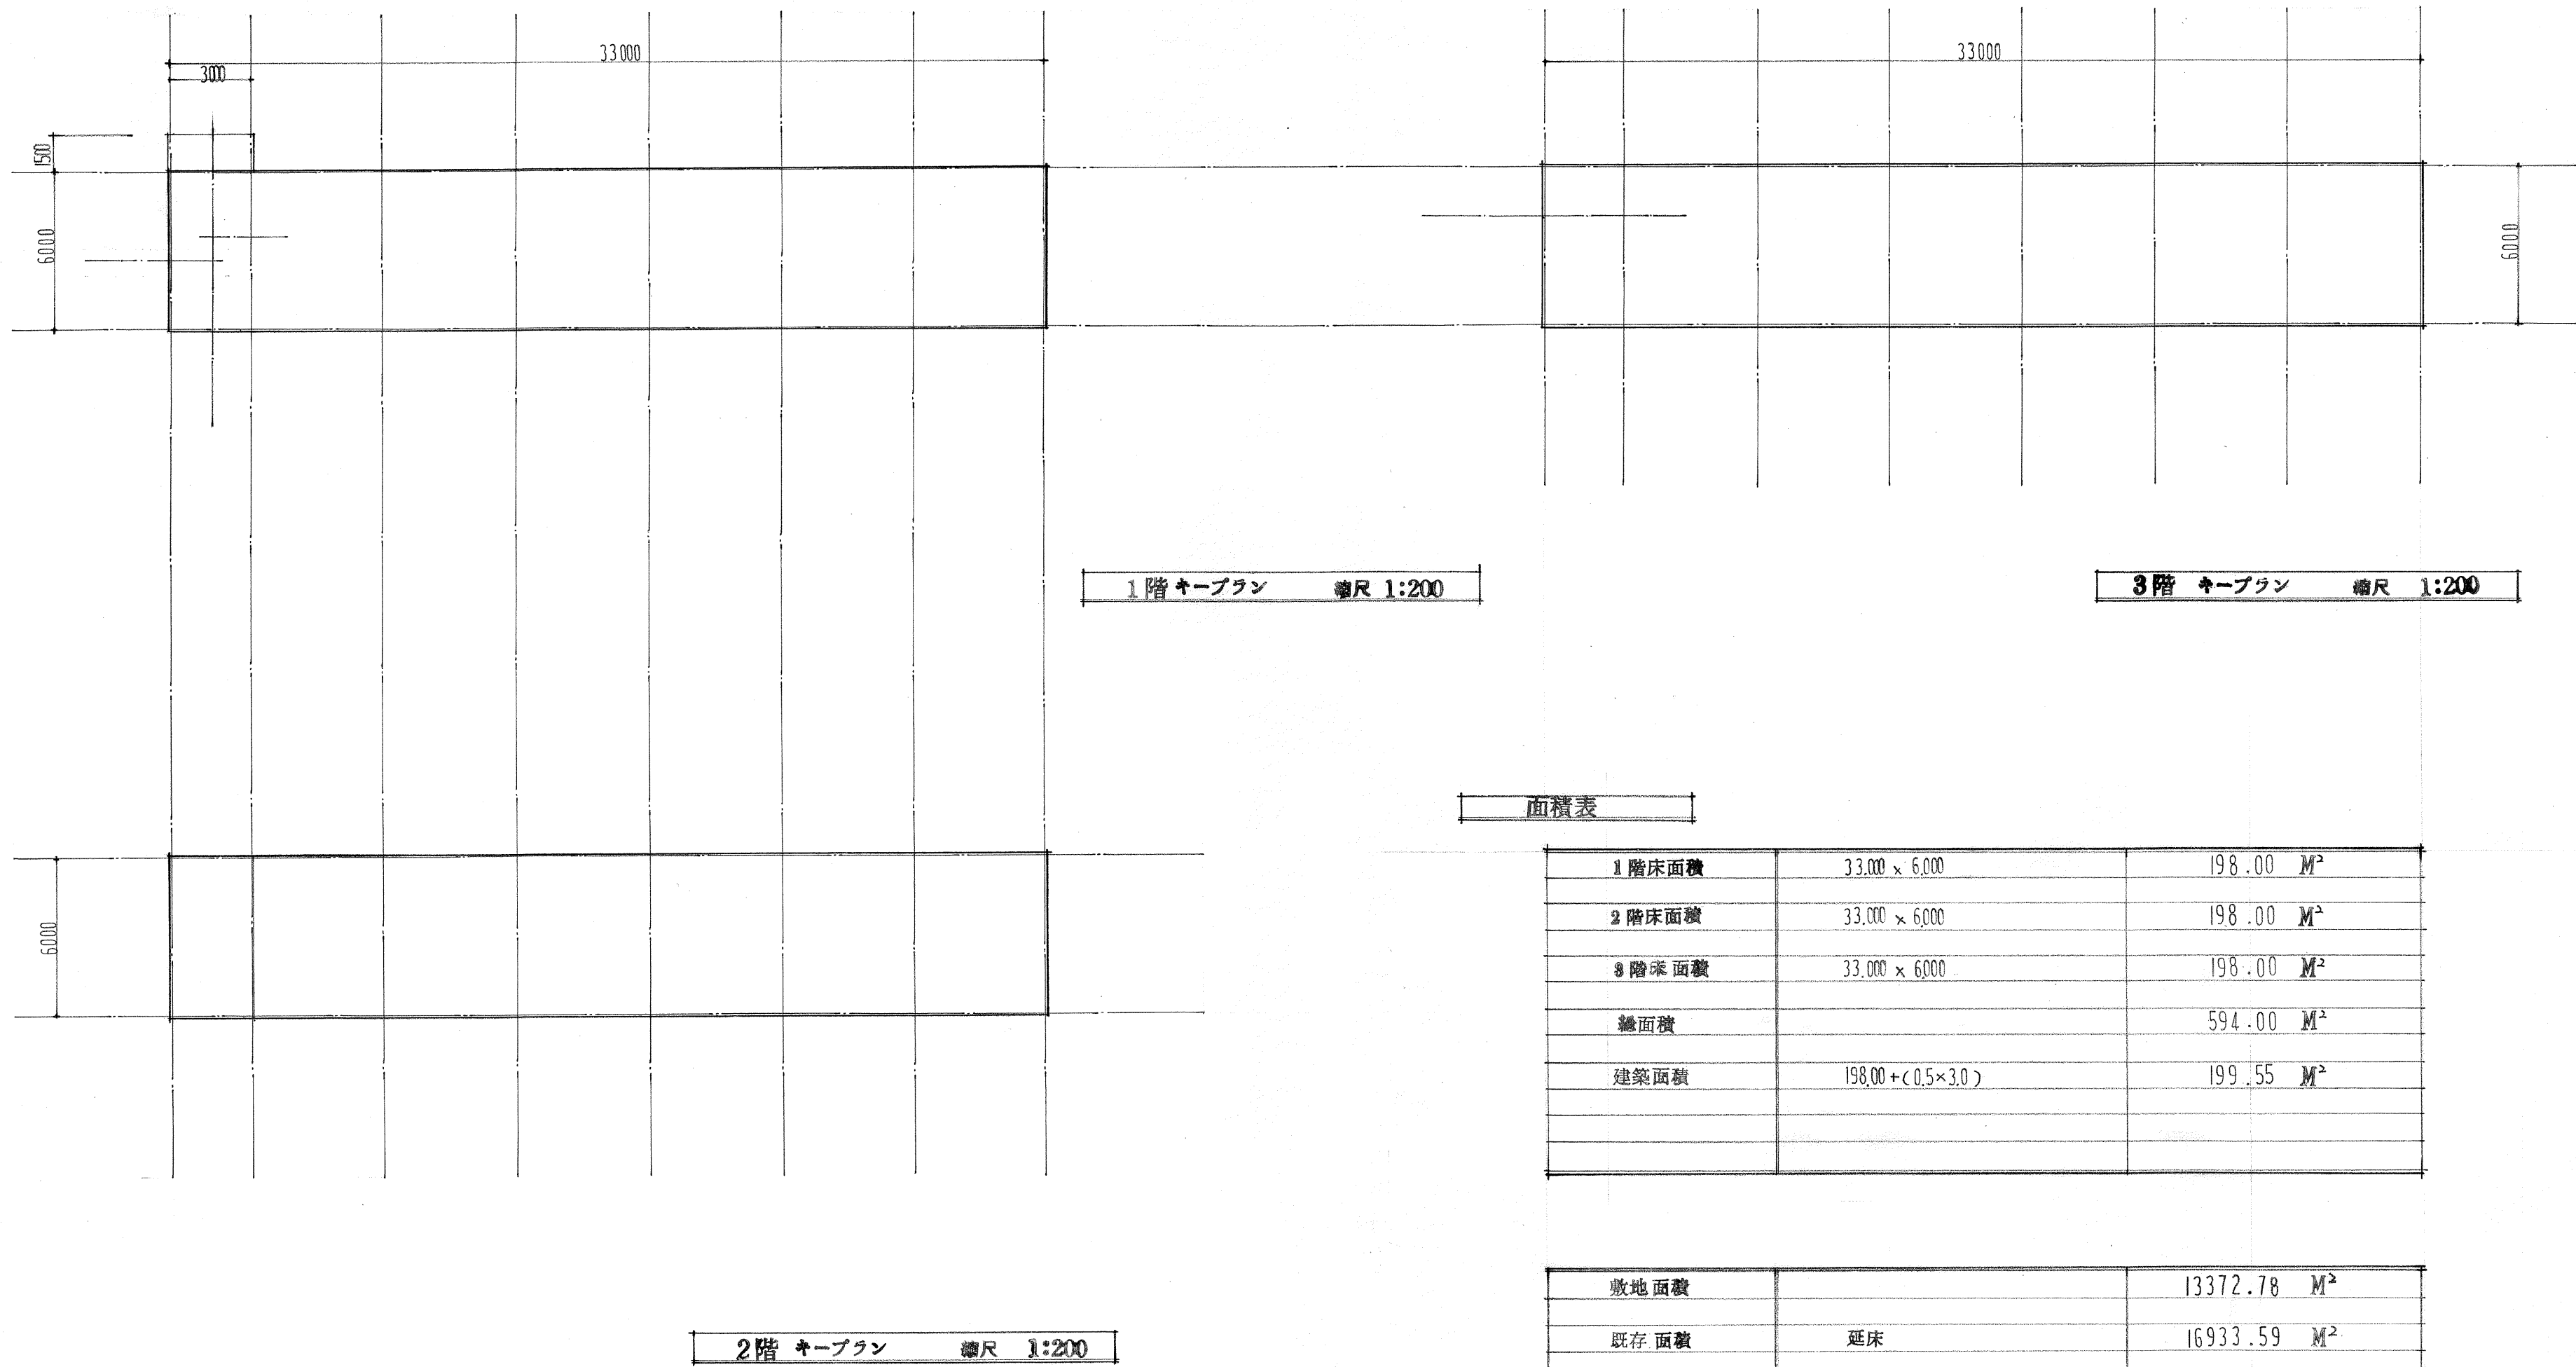 33000
3000
1500
6000
33000
6000
1階 キープラン 縮尺 1:200
3階 キープラン 縮尺 1:200
6000
2階 キープラン 縮尺 1:200
面積表
1階床面積 33.000 × 6.000 198.00 M²
2階床面積 33.000 × 6.000 198.00 M²
3階床面積 33.000 × 6.000 198.00 M²
総面積 594.00 M²
建築面積 198.00+(0.5×3.0) 199.55 M²
敷地面積 13372.78 M²
既存面積 延床 16933.59 M²